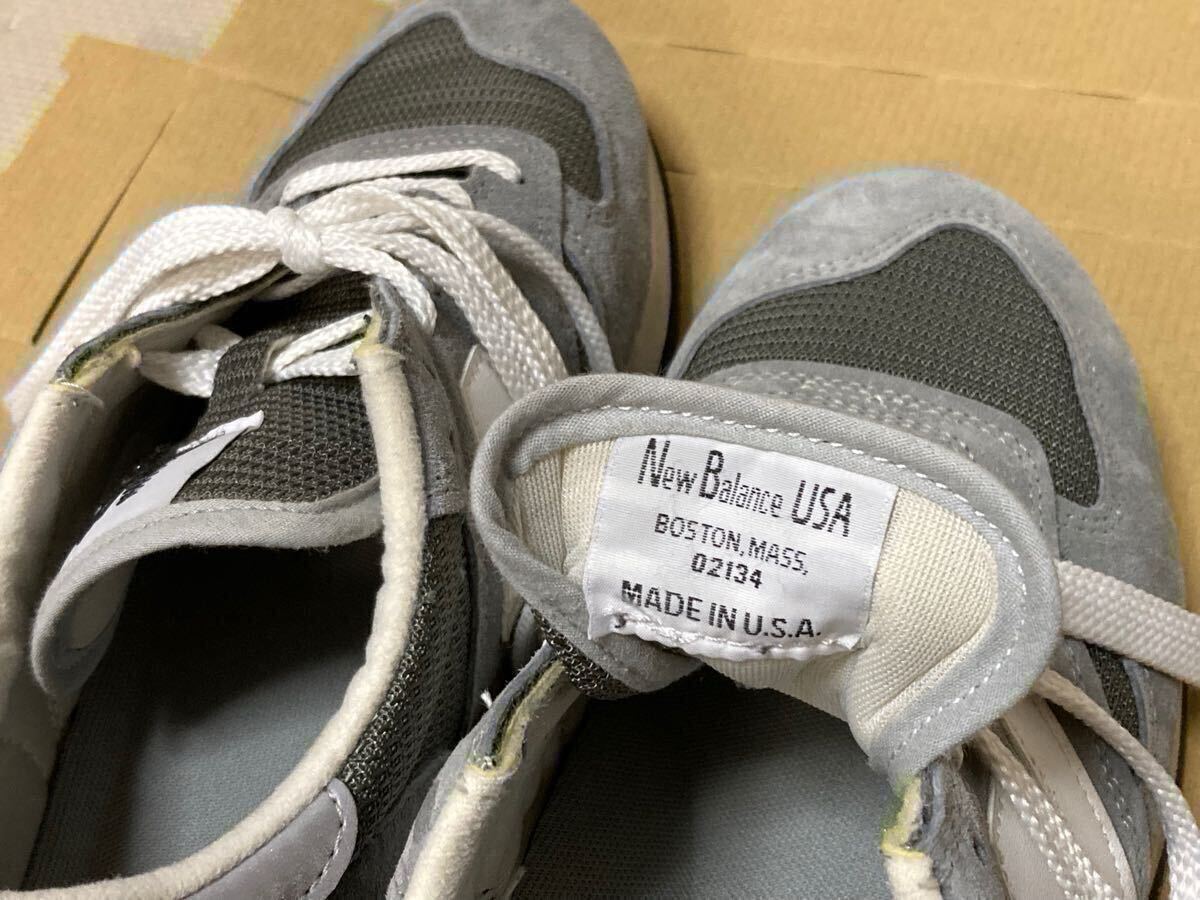 New Balance USA
BOSTON, MASS,
02134
MADE IN U.S.A.